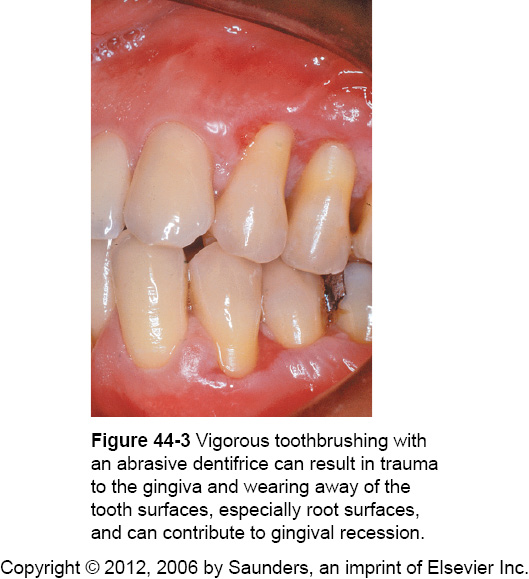 Figure 44-3 Vigorous toothbrushing with
an abrasive dentifrice can result in trauma
to the gingiva and wearing away of the
tooth surfaces, especially root surfaces,
and can contribute to gingival recession.
Copyright © 2012, 2006 by Saunders, an imprint of Elsevier Inc.